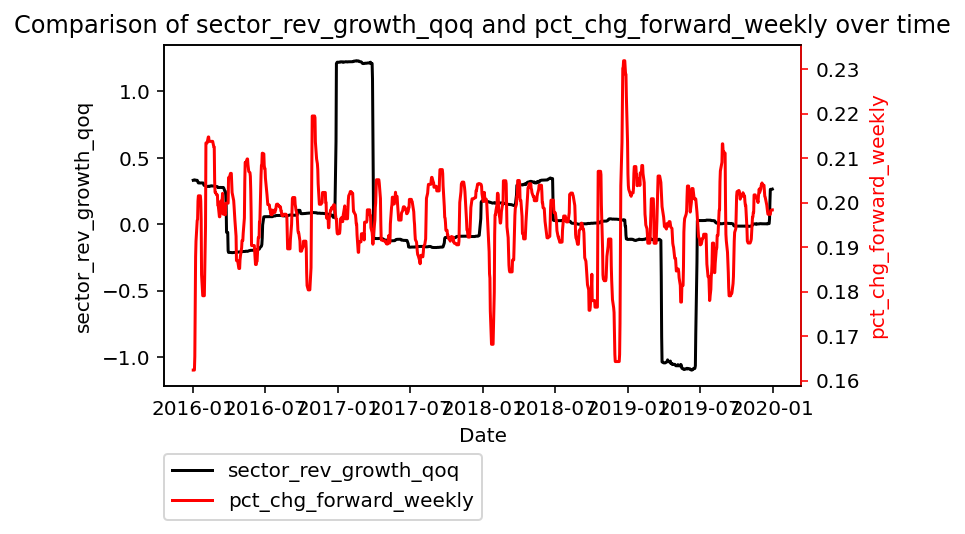 Comparison of sector_rev_growth_qoq and pct_chg_forward_weekly over time
sector_rev_growth_qoq
1.0
0.5
0.0
−0.5
−1.0
0.23
0.22
0.21
0.20
0.19
0.18
0.17
0.16
pct_chg_forward_weekly
2016-01 2016-07 2017-01 2017-07 2018-01 2018-07 2019-01 2019-07 2020-01
Date
sector_rev_growth_qoq
pct_chg_forward_weekly